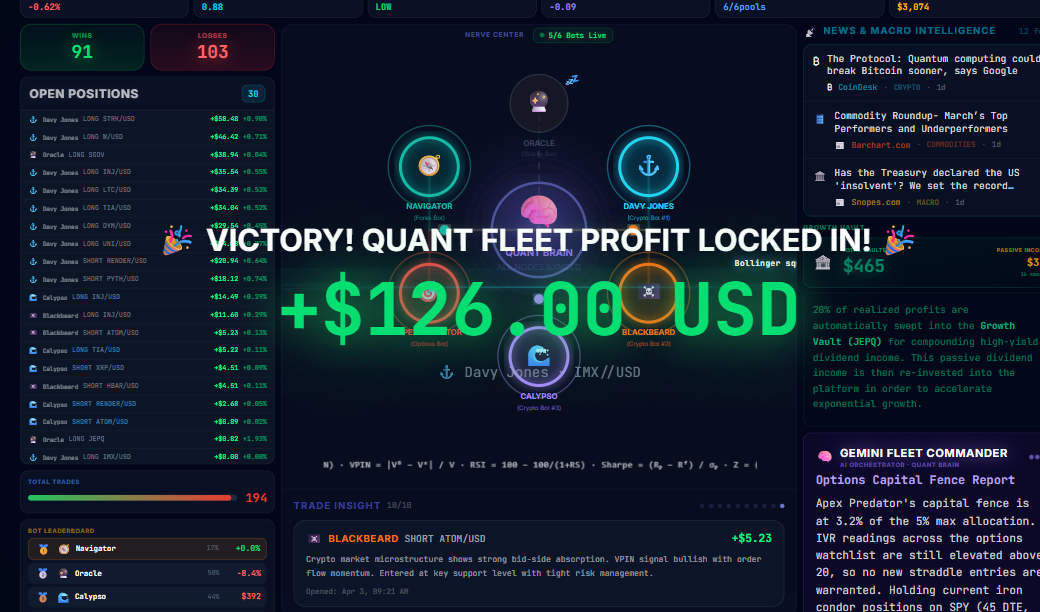 -0.62%
0.88
LOW
-0.09
6/6pools
$3,074
WINS
91
LOSSES
103
OPEN POSITIONS
30
Davy Jones LONG STRK/USD +$58.48 +0.98%
Davy Jones LONG W/USD +$46.42 +0.71%
Oracle LONG SGOV +$38.94 +0.04%
Davy Jones LONG INJ/USD +$35.54 +0.55%
Davy Jones LONG LTC/USD +$34.39 +0.53%
Davy Jones LONG TIA/USD +$34.04 +0.52%
Davy Jones LONG DYM/USD +$29.54
Davy Jones LONG UNI/USD
Davy Jones SHORT RENDER/USD +$20.94 +0.64%
Davy Jones SHORT PYTH/USD +$18.12 +0.74%
Calypso LONG INJ/USD +$14.49 +0.29%
Blackbeard LONG INJ/USD +$11.60 +0.29%
Blackbeard SHORT ATOM/USD +$5.23 +0.13%
Calypso LONG TIA/USD +$5.22 +0.11%
Calypso SHORT XRP/USD +$4.51 +0.09%
Blackbeard SHORT HBAR/USD +$4.51 +0.11%
Calypso SHORT RENDER/USD +$2.68 +0.05%
Calypso SHORT ATOM/USD +$0.89 +0.02%
Oracle LONG JEPQ +$0.82 +1.93%
Davy Jones LONG IMX/USD +$0.00 +0.00%
TOTAL TRADES
194
BOT LEADERBOARD
Navigator 17% +0.0%
Oracle 50% -8.4%
Calypso 44% $392
NERVE CENTER
5/6 Bots Live
ORACLE
NAVIGATOR
(Forex Bot)
DAVY JONES
(Crypto Bot #1)
QUANT BRAIN
VICTORY! QUANT FLEET PROFIT LOCKED IN!
Bollinger sq
+$126.00 USD
(Options Bot)
BLACKBEARD
(Crypto Bot #2)
Davy Jones · IMX//USD
CALYPSO
(Crypto Bot #3)
N) · VPIN = |Vᴮ - Vˢ| / V · RSI = 100 - 100/(1+RS) · Sharpe = (Rₚ - Rᶠ) / σₚ · Z = (
TRADE INSIGHT 10/10
BLACKBEARD SHORT ATOM/USD +$5.23
Crypto market microstructure shows strong bid-side absorption. VPIN signal bullish with order
flow momentum. Entered at key support level with tight risk management.
Opened: Apr 3, 09:21 AM
NEWS & MACRO INTELLIGENCE 12
The Protocol: Quantum computing could
break Bitcoin sooner, says Google
CoinDesk · CRYPTO · 1d
Commodity Roundup- March's Top
Performers and Underperformers
Barchart.com · COMMODITIES · 1d
Has the Treasury declared the US
'insolvent'? We set the record…
Snopes.com · MACRO · 1d
GROWTH VAULT
$465
PASSIVE INCO
$3
20% of realized profits are
automatically swept into the Growth
Vault (JEPQ) for compounding high-yield
dividend income. This passive dividend
income is then re-invested into the
platform in order to accelerate
exponential growth.
GEMINI FLEET COMMANDER
AI ORCHESTRATOR · QUANT BRAIN
Options Capital Fence Report
Apex Predator's capital fence is
at 3.2% of the 5% max allocation.
IVR readings across the options
watchlist are still elevated above
20, so no new straddle entries are
warranted. Holding current iron
condor positions on SPY (45 DTE,